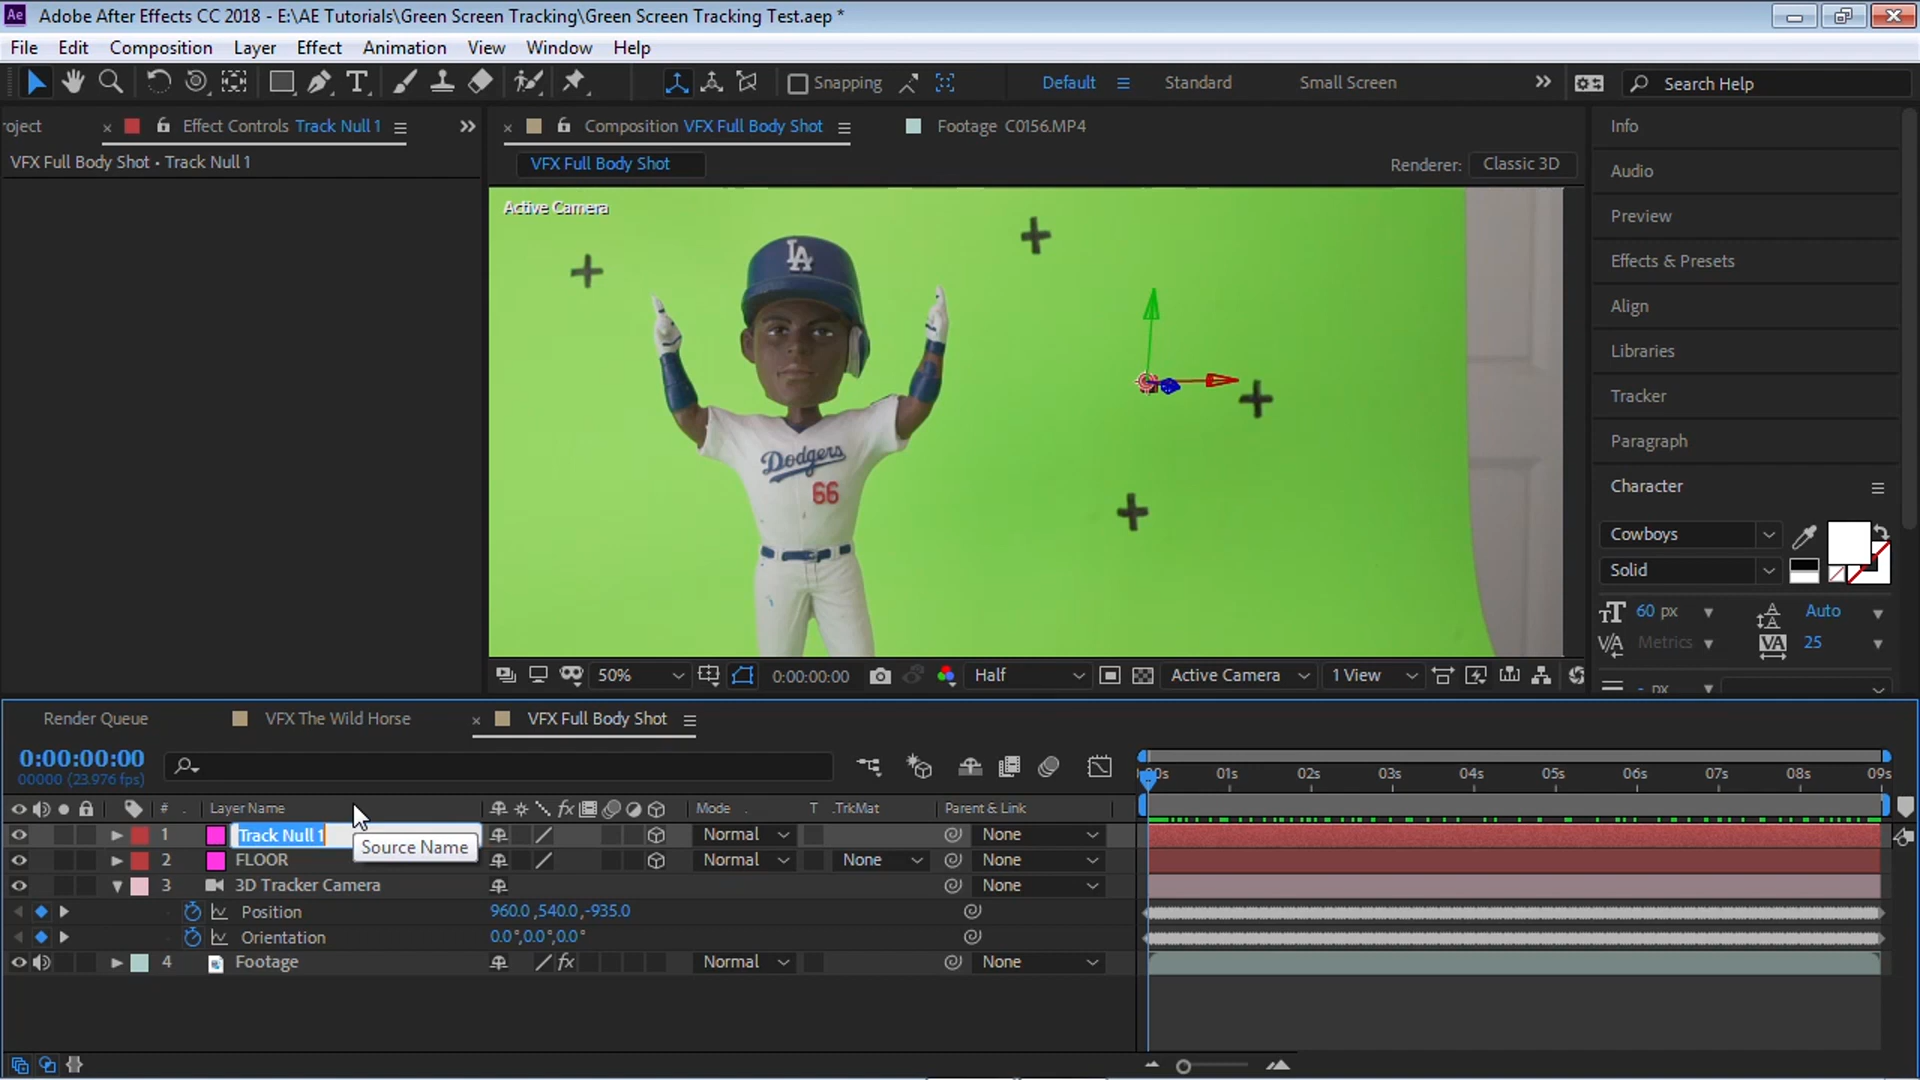 Ae Adobe After Effects CC 2018 - E:\AE Tutorials\Green Screen Tracking\Green Screen Tracking Test.aep *
File Edit Composition Layer Effect Animation View Window Help
T Snapping Default Standard Small Screen Search Help
roject Effect Controls Track Null 1 Composition VFX Full Body Shot Footage C0156.MP4 Info
VFX Full Body Shot • Track Null 1 VFX Full Body Shot Renderer: Classic 3D
Audio
Active Camera
Preview
Effects & Presets
LA
Align
Libraries
Tracker
Paragraph
Dodgers
66
Character
Cowboys
Solid
60 px Auto
Metrics 25
- px
50% 0:00:00:00 Half Active Camera 1 View
Render Queue VFX The Wild Horse VFX Full Body Shot
0:00:00:00
00000 (23.976 fps)
01s 02s 03s 04s 05s 06s 07s 08s 09s
# Layer Name fx Mode T .TrkMat Parent & Link
1 Track Null 1 Normal None
Source Name
2 FLOOR Normal None None
3 3D Tracker Camera None
Position 960.0 ,540.0 ,-935.0
Orientation 0.0°,0.0°,0.0°
4 Footage fx Normal None